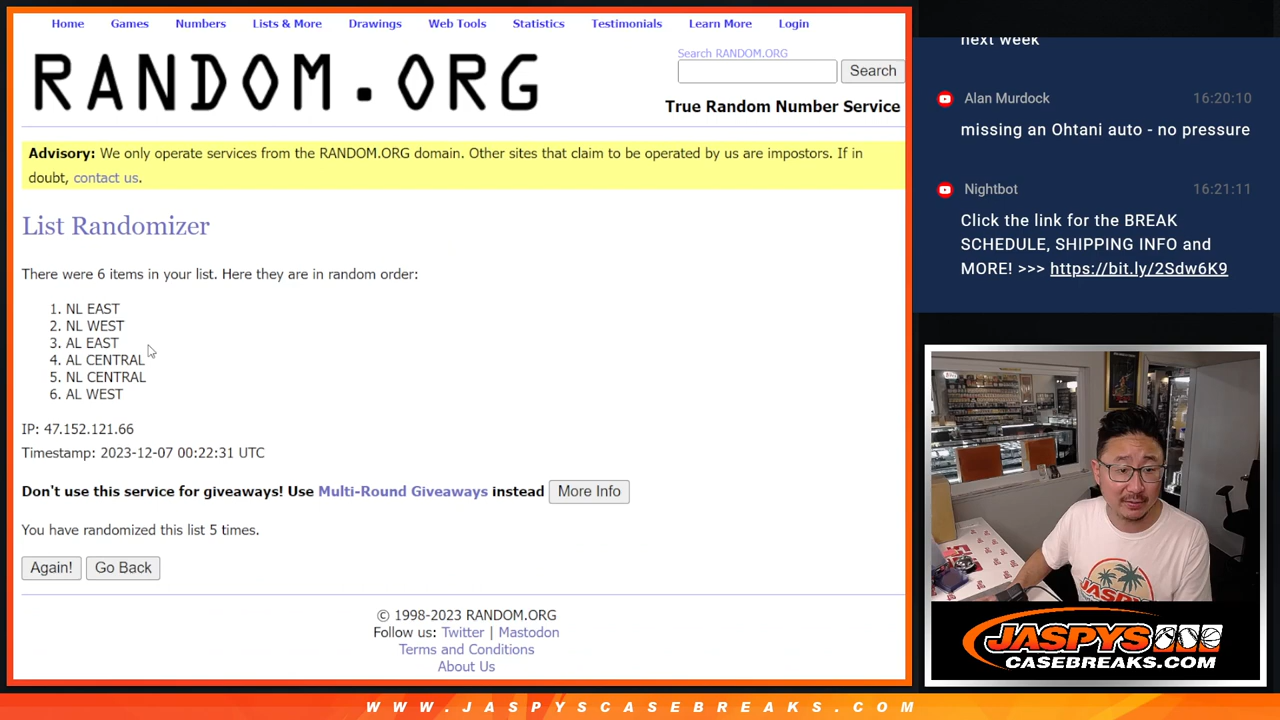 Home Games Numbers Lists & More Drawings Web Tools Statistics Testimonials Learn More Login
RANDOM.ORG
Search RANDOM.ORG
Search
True Random Number Service
Advisory: We only operate services from the RANDOM.ORG domain. Other sites that claim to be operated by us are impostors. If in
doubt, contact us.
List Randomizer
There were 6 items in your list. Here they are in random order:
1. NL EAST
2. NL WEST
3. AL EAST
4. AL CENTRAL
5. NL CENTRAL
6. AL WEST
IP: 47.152.121.66
Timestamp: 2023-12-07 00:22:31 UTC
Don't use this service for giveaways! Use Multi-Round Giveaways instead More Info
You have randomized this list 5 times.
Again! Go Back
© 1998-2023 RANDOM.ORG
Follow us: Twitter | Mastodon
Terms and Conditions
About Us
next week
Alan Murdock 16:20:10
missing an Ohtani auto - no pressure
Nightbot 16:21:11
Click the link for the BREAK
SCHEDULE, SHIPPING INFO and
MORE! >>> https://bit.ly/2Sdw6K9
JASPYS
JASPYS
CASEBREAKS.COM
WWW.JASPYSCASEBREAKS.COM